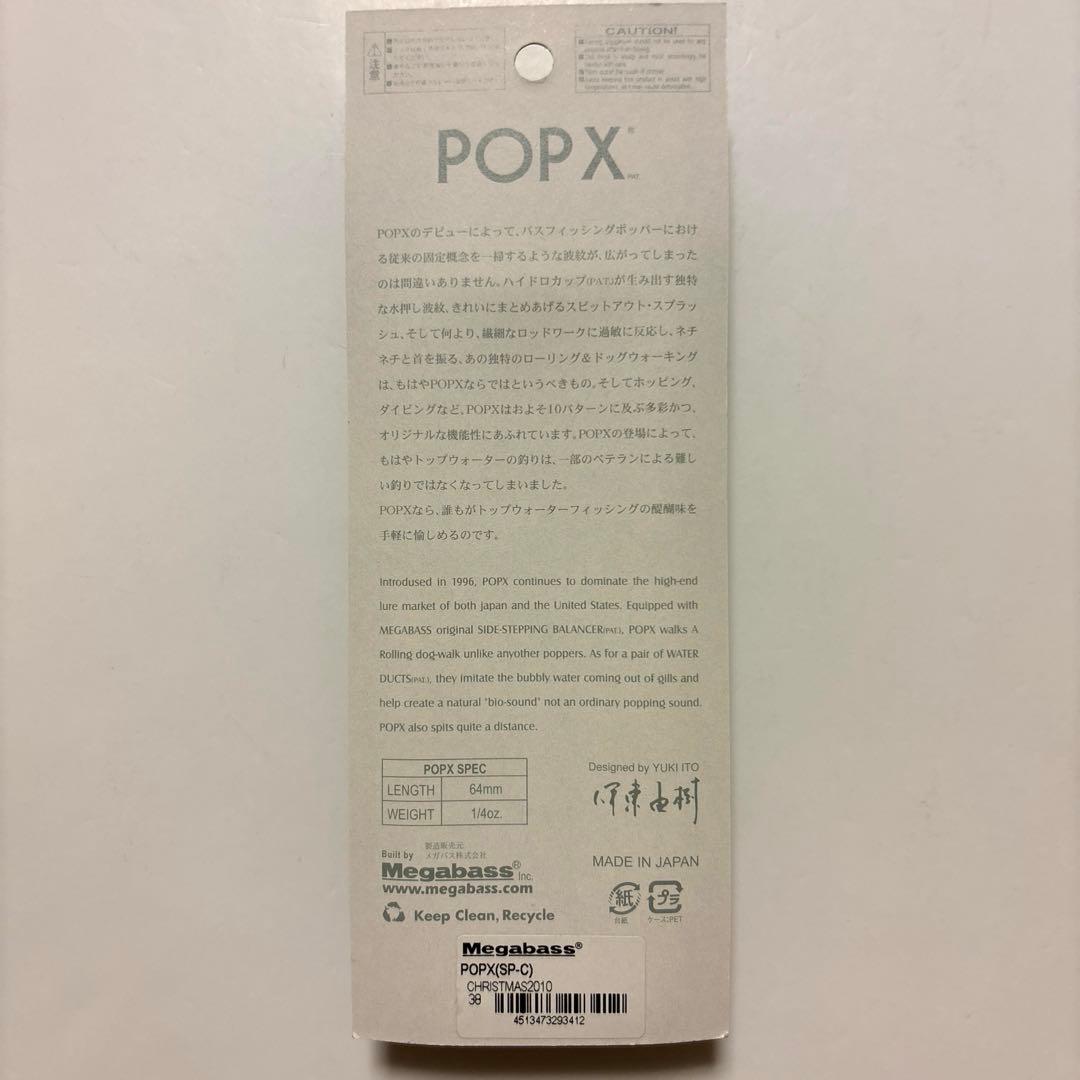 注意
CAUTION!
POP X®
PAT.
POPXのデビューによって、バスフィッシングポッパーにおけ
る従来の固定概念を一掃するような波紋が、広がってしまった
のは間違いありません。ハイドロカップ(PAT.)が生み出す独特
な水押し波紋、きれいにまとめあげるスピットアウト・スプラッ
シュ、そして何より、繊細なロッドワークに過敏に反応し、ネチ
ネチと首を振る、あの独特のローリング&ドッグウォーキング
は、もはやPOPXならではというべきもの。そしてホッピング、
ダイビングなど、POPXはおよそ10パターンに及ぶ多彩かつ、
オリジナルな機能性にあふれています。POPXの登場によって、
もはやトップウォーターの釣りは、一部のベテランによる難し
い釣りではなくなってしまいました。
POPXなら、誰もがトップウォーターフィッシングの醍醐味を
手軽に愉しめるのです。
Introdused in 1996, POPX continues to dominate the high-end
lure market of both japan and the United States. Equipped with
MEGABASS original SIDE-STEPPING BALANCER(PAT.), POPX walks A
Rolling dog-walk unlike anyother poppers. As for a pair of WATER
DUCTS(PAT.), they imitate the bubbly water coming out of gills and
help create a natural "bio-sound" not an ordinary popping sound.
POPX also spits quite a distance.
POPX SPEC
LENGTH 64mm
WEIGHT 1/4oz.
Designed by YUKI ITO
伊東由樹
製造販売元
Built by メガバス株式会社
Megabass® Inc.
www.megabass.com
Keep Clean, Recycle
MADE IN JAPAN
紙 プラ
台紙 ケース:PET
Megabass®
POPX(SP-C)
CHRISTMAS2010
38
4513473293412